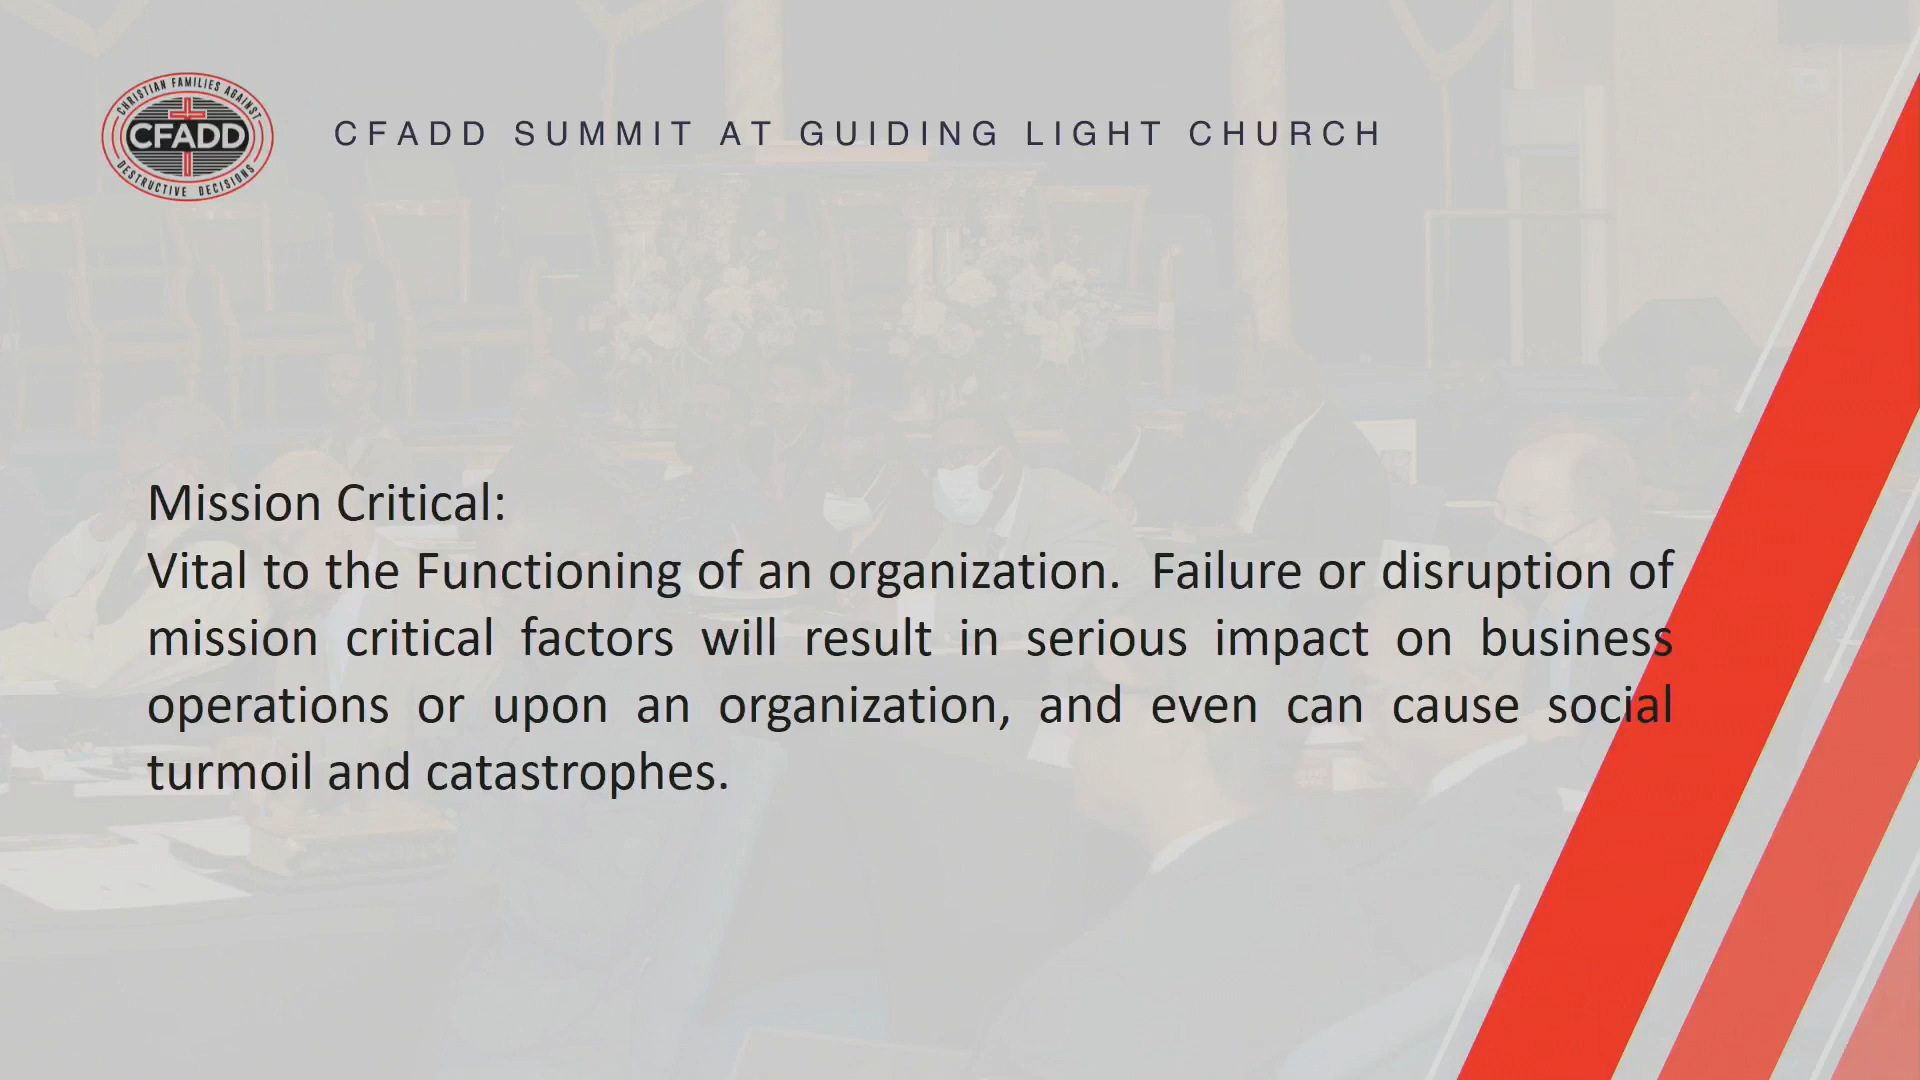 CHRISTIAN FAMILIES AGAINST
CFADD
DESTRUCTIVE DECISIONS
CFADD SUMMIT AT GUIDING LIGHT CHURCH
Mission Critical:
Vital to the Functioning of an organization. Failure or disruption of
mission critical factors will result in serious impact on business
operations or upon an organization, and even can cause social
turmoil and catastrophes.